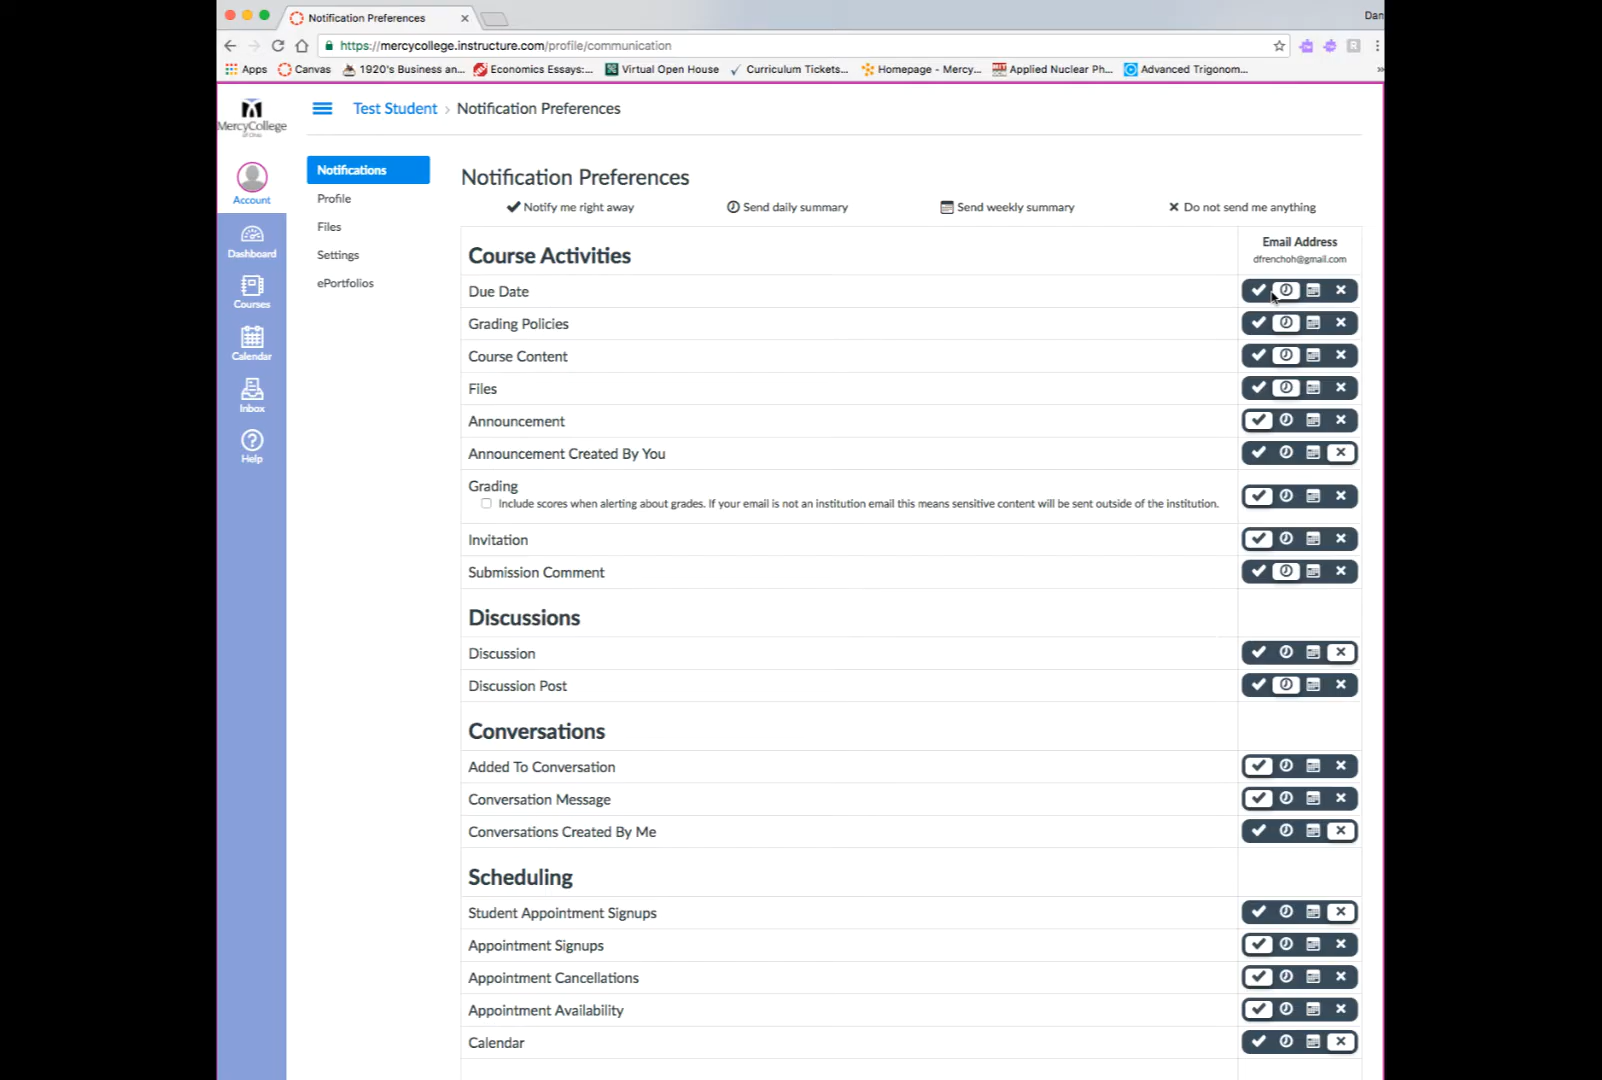 Notification Preferences
Dan
https://mercycollege.instructure.com/profile/communication
R
Apps
Canvas
1920's Business an...
Economics Essays:...
Virtual Open House
Curriculum Tickets...
Homepage - Mercy...
Applied Nuclear Ph...
Advanced Trigonom...
»
MercyCollege
of Ohio
Test Student › Notification Preferences
Account
Dashboard
Courses
Calendar
Inbox
Help
Notifications
Profile
Files
Settings
ePortfolios
Notification Preferences
Notify me right away
Send daily summary
Send weekly summary
Do not send me anything
Course Activities
Email Address
dfrenchoh@gmail.com
Due Date
Grading Policies
Course Content
Files
Announcement
Announcement Created By You
Grading
Include scores when alerting about grades. If your email is not an institution email this means sensitive content will be sent outside of the institution.
Invitation
Submission Comment
Discussions
Discussion
Discussion Post
Conversations
Added To Conversation
Conversation Message
Conversations Created By Me
Scheduling
Student Appointment Signups
Appointment Signups
Appointment Cancellations
Appointment Availability
Calendar